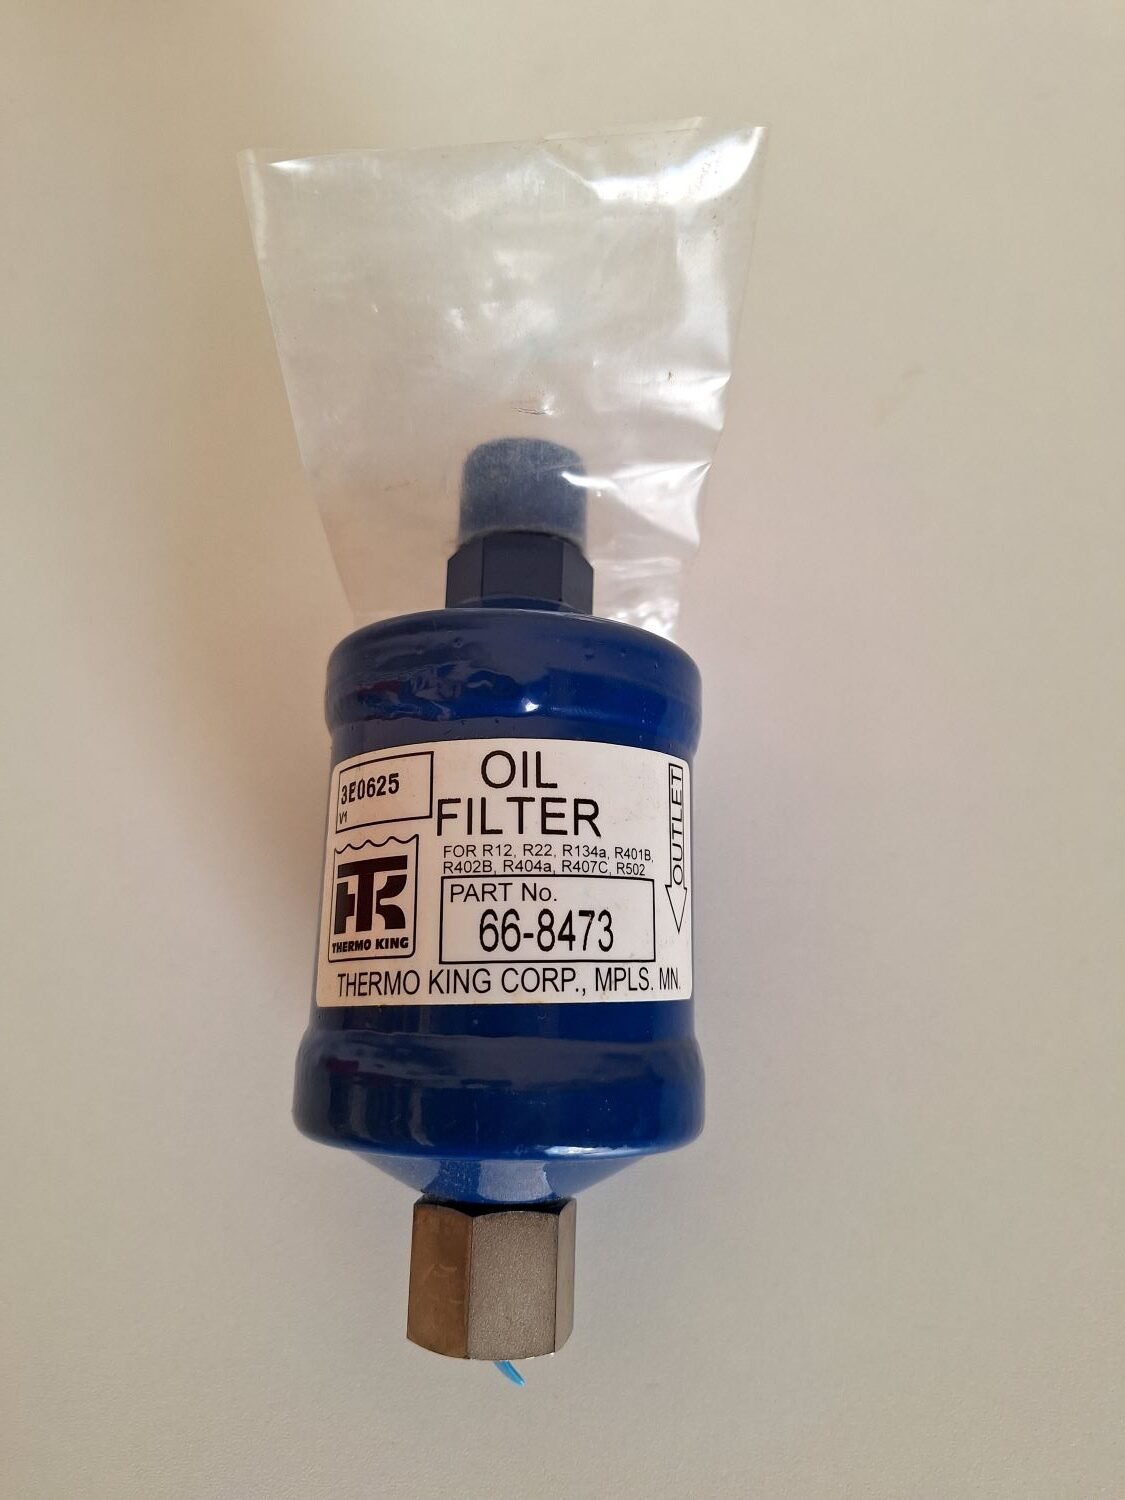 3E0625
V1
OIL
FILTER
FOR R12, R22, R134a, R401B,
R402B, R404a, R407C, R502
PART No.
66-8473
TK
THERMO KING
THERMO KING CORP., MPLS. MN.
OUTLET